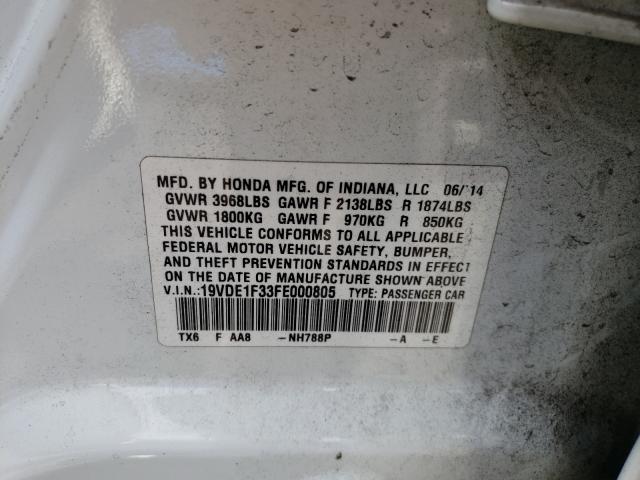 MFD. BY HONDA MFG. OF INDIANA, LLC 06/14
GVWR 3968LBS GAWR F 2138LBS R 1874LBS
GVWR 1800KG GAWR F 970KG R 850KG
THIS VEHICLE CONFORMS TO ALL APPLICABLE
FEDERAL MOTOR VEHICLE SAFETY, BUMPER,
AND THEFT PREVENTION STANDARDS IN EFFECT
ON THE DATE OF MANUFACTURE SHOWN ABOVE
V.I.N.:19VDE1F33FE000805 TYPE: PASSENGER CAR
TX6 F AA8 -NH788P -A -E